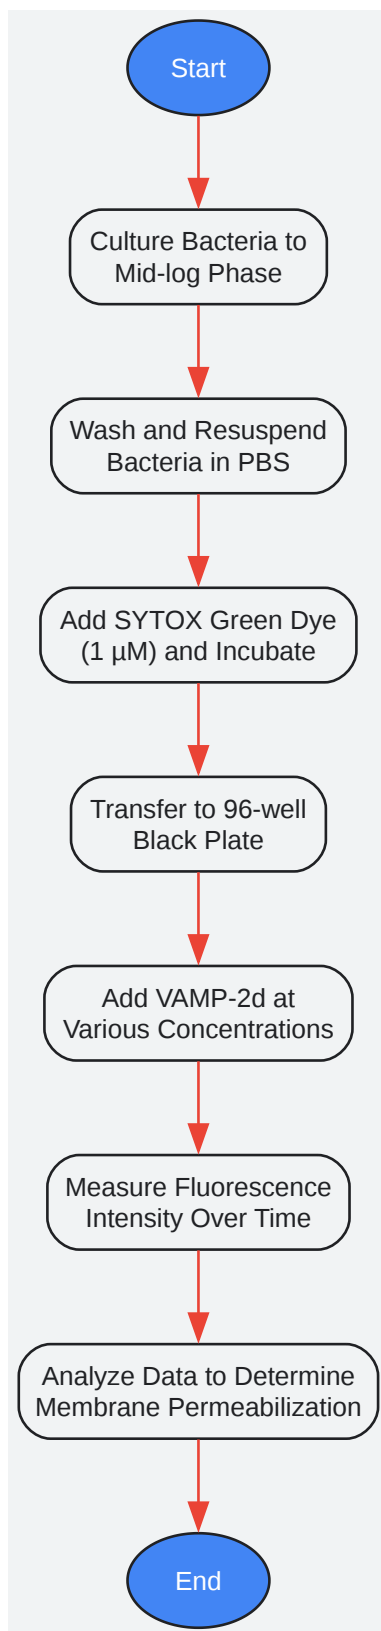 Start
Culture Bacteria to
Mid-log Phase
Wash and Resuspend
Bacteria in PBS
Add SYTOX Green Dye
(1 µM) and Incubate
Transfer to 96-well
Black Plate
Add VAMP-2d at
Various Concentrations
Measure Fluorescence
Intensity Over Time
Analyze Data to Determine
Membrane Permeabilization
End